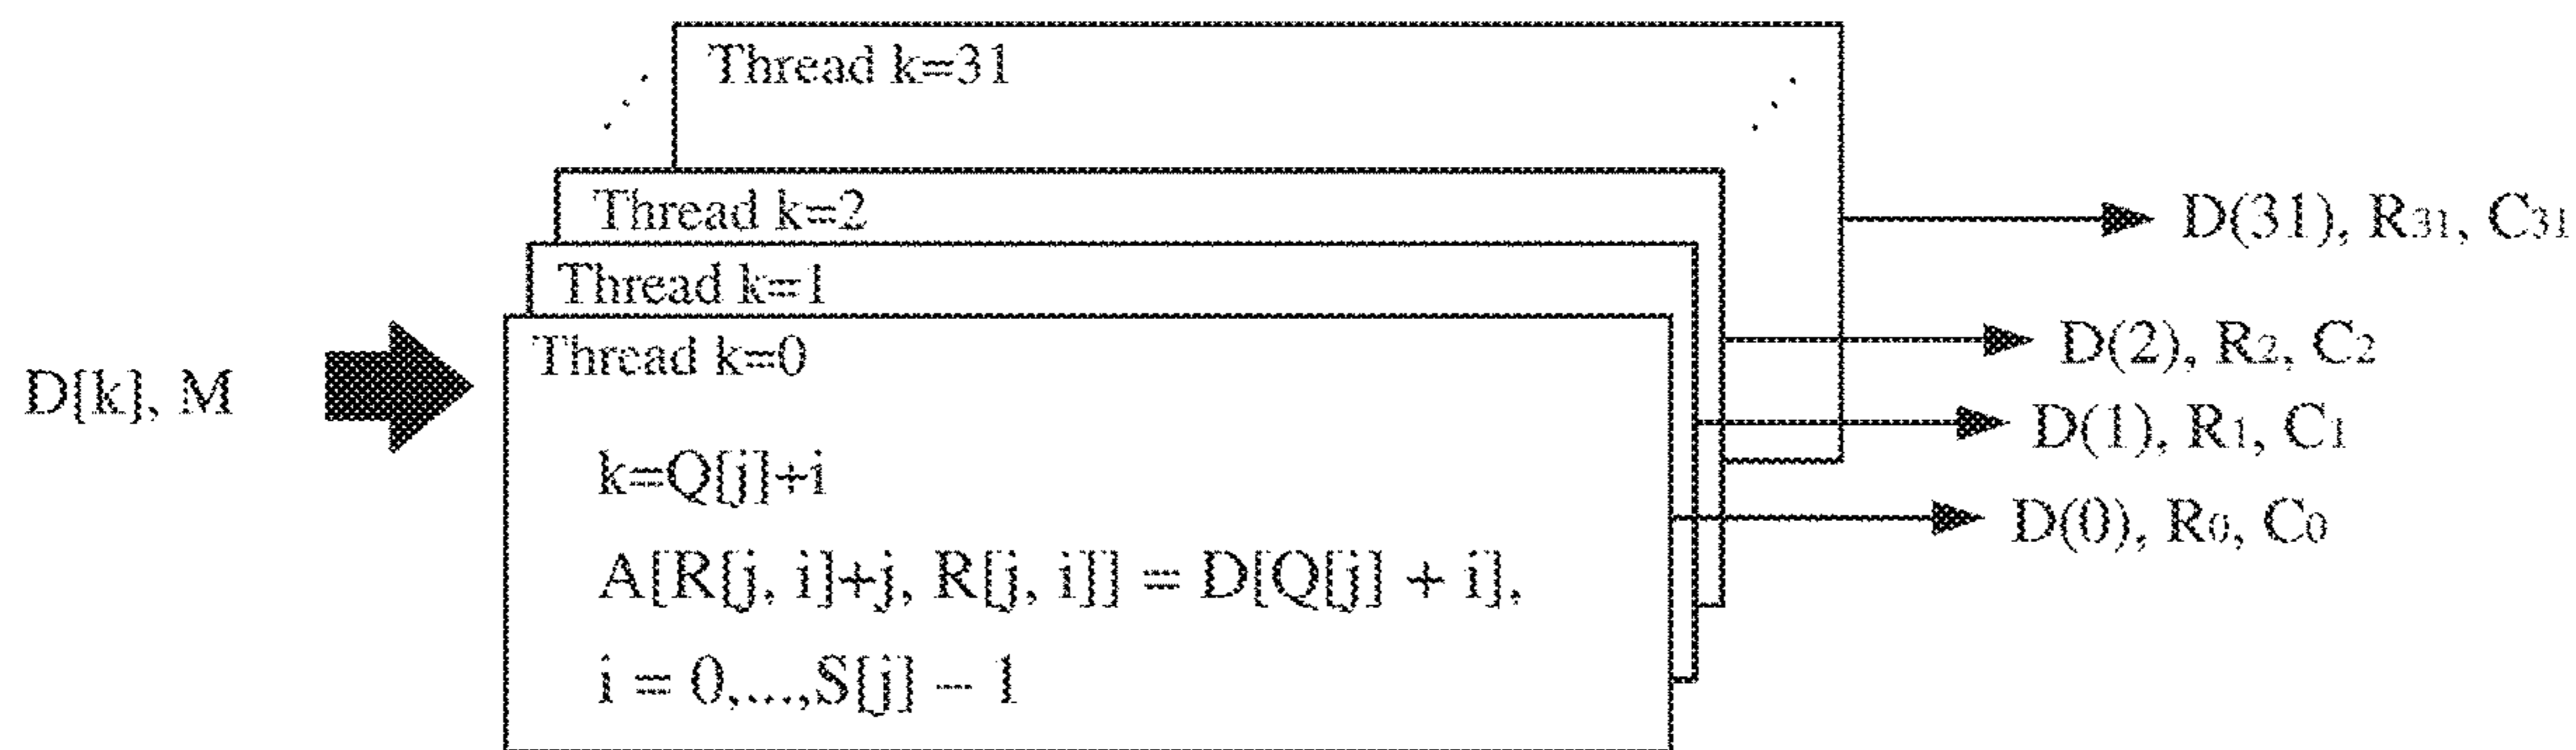 Thread k=31
Thread k=2
Thread k=1
Thread k=0
D[k], M
k=Q[j]+i
A[R[j, i]+j, R[j, i]] = D[Q[j] + i],
i = 0,...,S[j] – 1
D(31), R31, C31
D(2), R2, C2
D(1), R1, C1
D(0), R0, C0